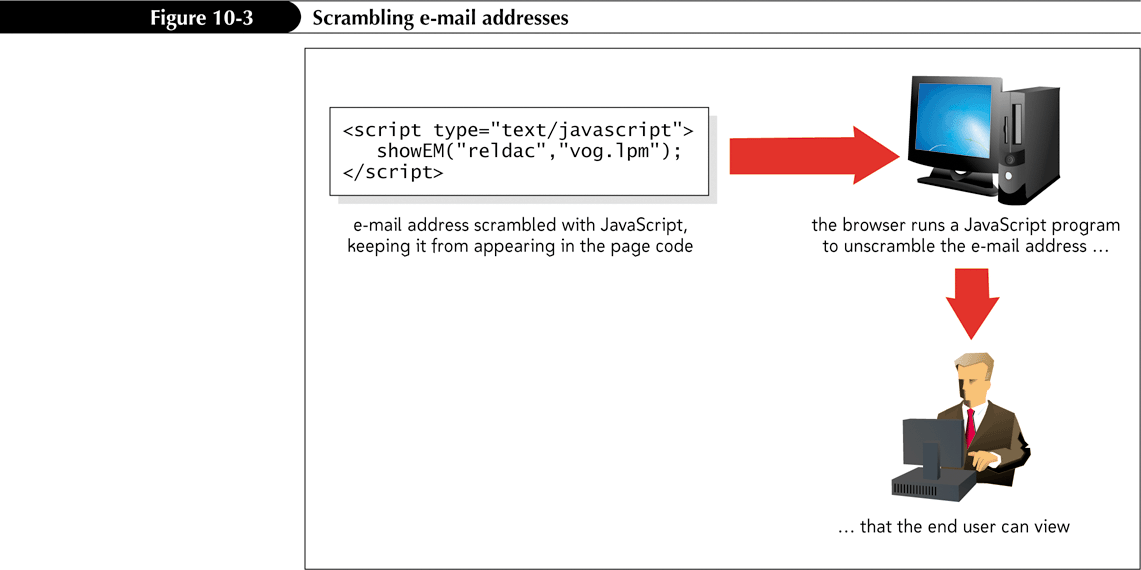 Figure 10-3 Scrambling e-mail addresses
<script type="text/javascript">
showEM("reldac","vog.lpm");
</script>
e-mail address scrambled with JavaScript,
keeping it from appearing in the page code
the browser runs a JavaScript program
to unscramble the e-mail address …
… that the end user can view